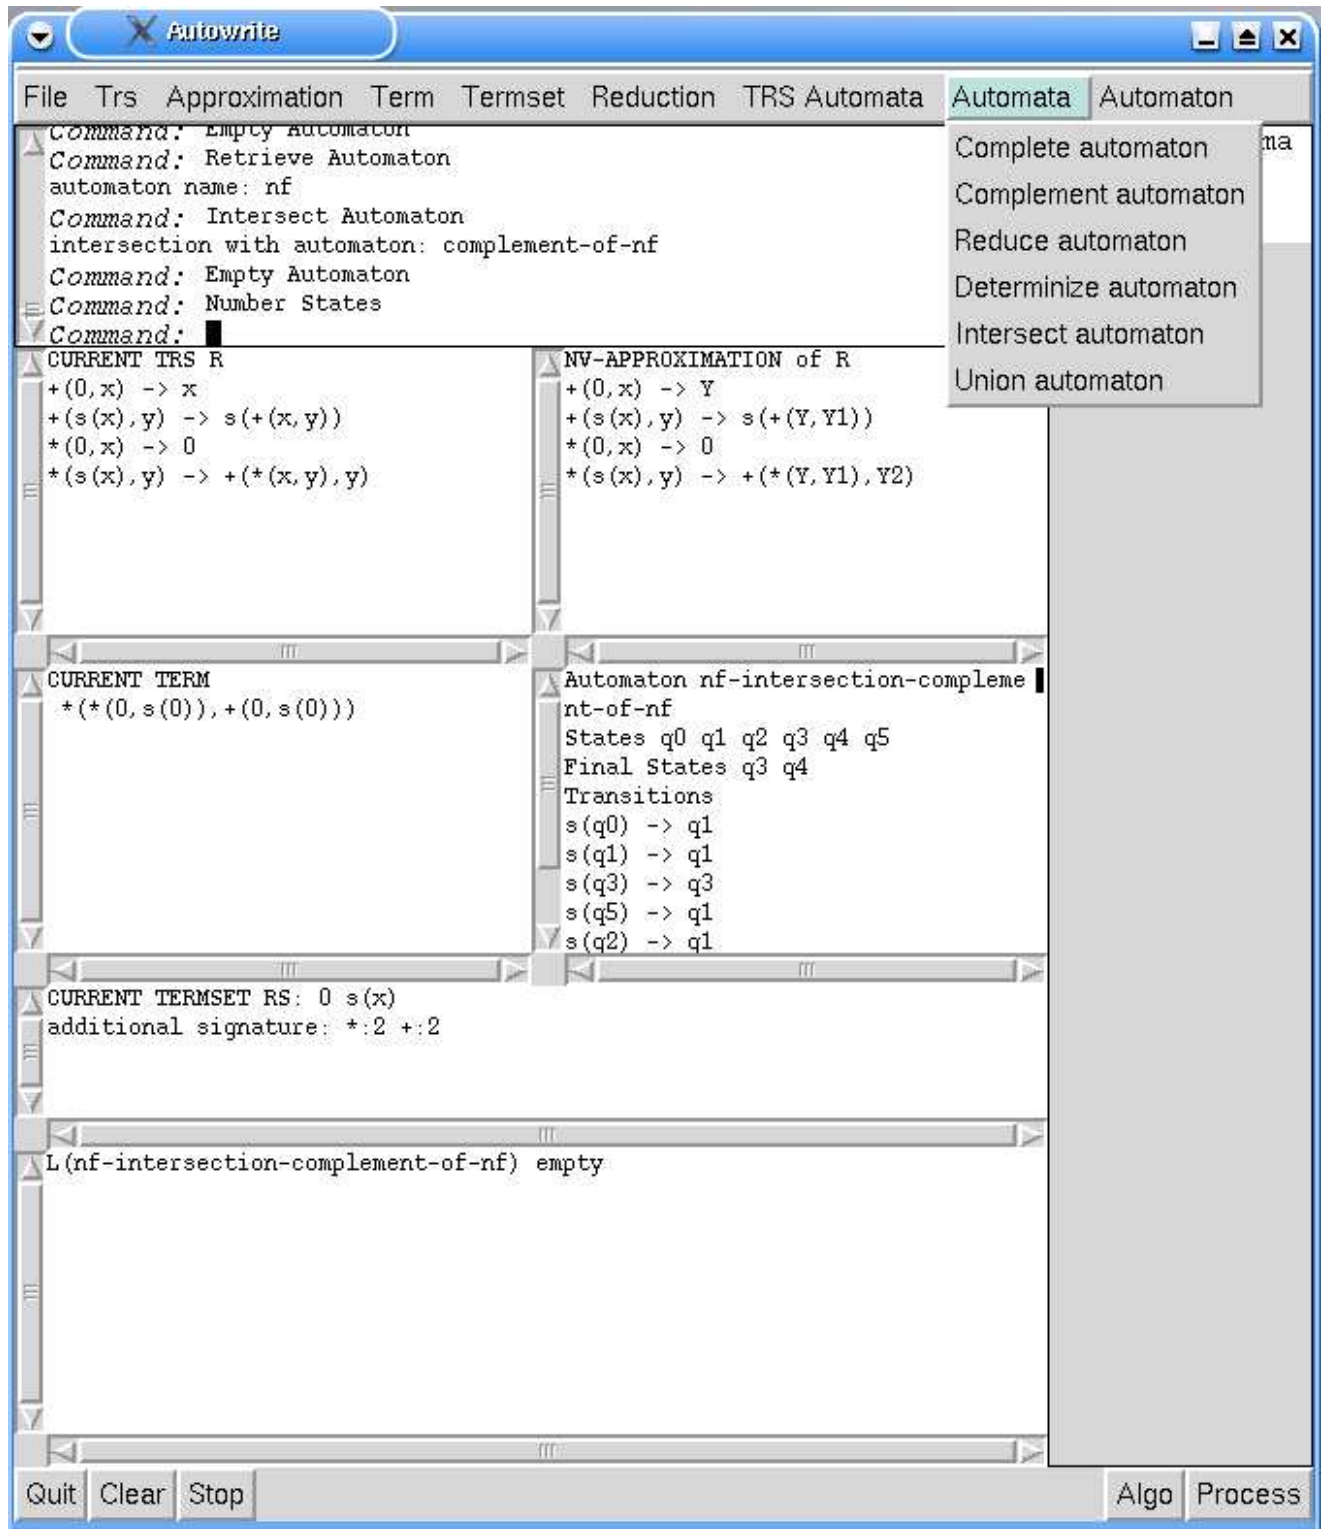 Autowrite
File Trs Approximation Term Termset Reduction TRS Automata Automata Automaton
Command: Empty Automaton
Command: Retrieve Automaton
automaton name: nf
Command: Intersect Automaton
intersection with automaton: complement-of-nf
Command: Empty Automaton
Command: Number States
Command:
Complete automaton
Complement automaton
Reduce automaton
Determinize automaton
Intersect automaton
Union automaton
ma
CURRENT TRS R
+(0,x) -> x
+(s(x),y) -> s(+(x,y))
*(0,x) -> 0
*(s(x),y) -> +(*(x,y),y)
NV-APPROXIMATION of R
+(0,x) -> Y
+(s(x),y) -> s(+(Y,Y1))
*(0,x) -> 0
*(s(x),y) -> +(*(Y,Y1),Y2)
CURRENT TERM
*(*(0,s(0)),+(0,s(0)))
Automaton nf-intersection-compleme
nt-of-nf
States q0 q1 q2 q3 q4 q5
Final States q3 q4
Transitions
s(q0) -> q1
s(q1) -> q1
s(q3) -> q3
s(q5) -> q1
s(q2) -> q1
CURRENT TERMSET RS: 0 s(x)
additional signature: *:2 +:2
L(nf-intersection-complement-of-nf) empty
Quit Clear Stop Algo Process